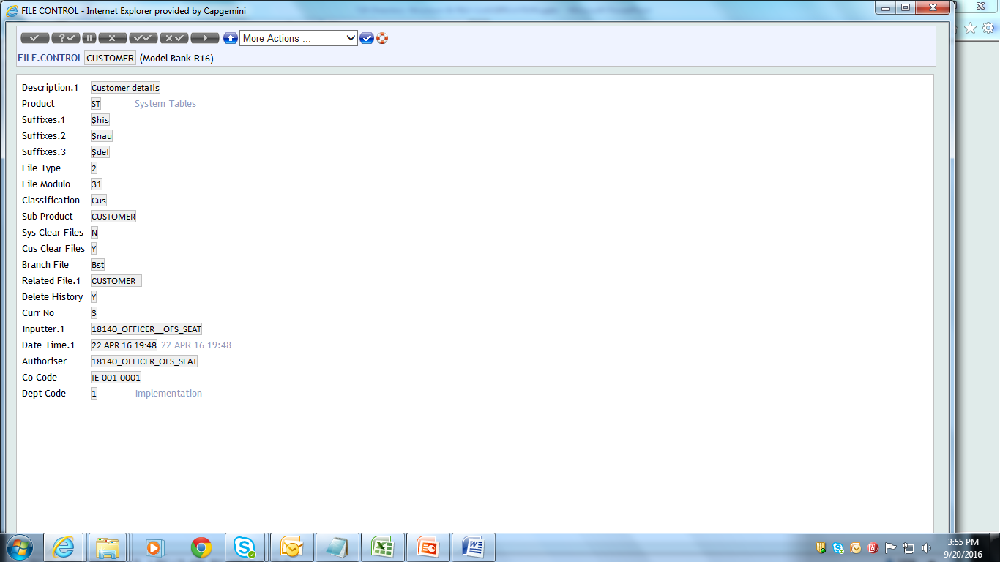 FILE CONTROL - Internet Explorer provided by Capgemini
More Actions ...
FILE.CONTROL CUSTOMER (Model Bank R16)
Description.1 Customer details
Product ST System Tables
Suffixes.1 $his
Suffixes.2 $nau
Suffixes.3 $del
File Type 2
File Modulo 31
Classification Cus
Sub Product CUSTOMER
Sys Clear Files N
Cus Clear Files Y
Branch File Bst
Related File.1 CUSTOMER
Delete History Y
Curr No 3
Inputter.1 18140_OFFICER__OFS_SEAT
Date Time.1 22 APR 16 19:48 22 APR 16 19:48
Authoriser 18140_OFFICER_OFS_SEAT
Co Code IE-001-0001
Dept Code 1 Implementation
3:55 PM
9/20/2016